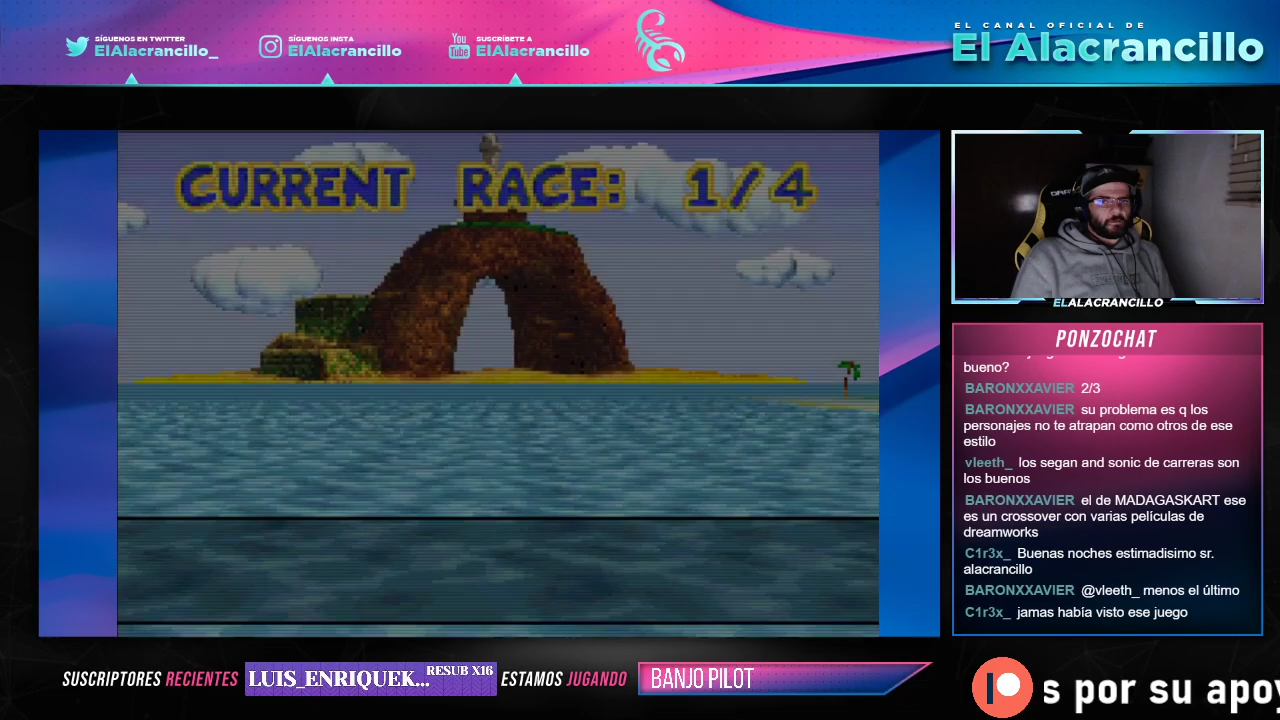 SÍGUENOS EN TWITTER
ElAlacrancillo_
SÍGUENOS INSTA
ElAlacrancillo
You Tube
SUSCRÍBETE A
ElAlacrancillo
EL CANAL OFICIAL DE
El Alacrancillo
CURRENT RACE: 1/4
ELALACRANCILLO
PONZOCHAT
bueno?
BARONXXAVIER 2/3
BARONXXAVIER su problema es q los
personajes no te atrapan como otros de ese
estilo
vleeth_ los segan and sonic de carreras son
los buenos
BARONXXAVIER el de MADAGASKART ese
es un crossover con varias películas de
dreamworks
C1r3x_ Buenas noches estimadisimo sr.
alacrancillo
BARONXXAVIER @vleeth_ menos el último
C1r3x_ jamas había visto ese juego
SUSCRIPTORES RECIENTES
LUIS_ENRIQUEK...
RESUB X16
ESTAMOS JUGANDO
BANJO PILOT
s por su apoy